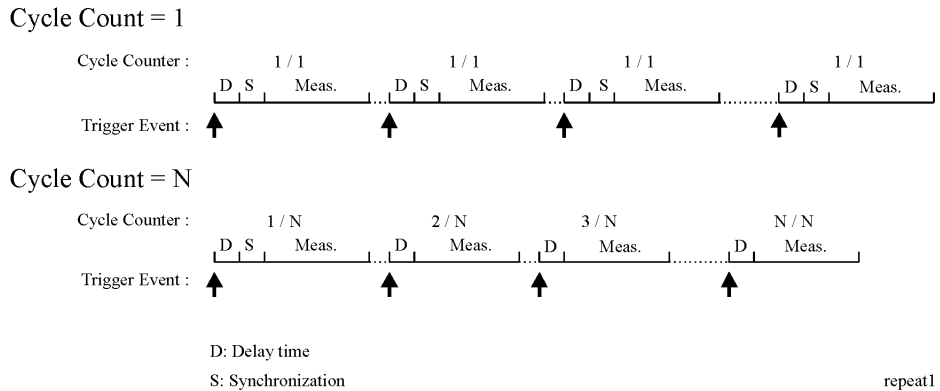 Cycle Count = 1
Cycle Counter : 1 / 1 1 / 1 1 / 1 1 / 1
D S Meas. D S Meas. D S Meas. D S Meas.
Trigger Event :
Cycle Count = N
Cycle Counter : 1 / N 2 / N 3 / N N / N
D S Meas. D Meas. D Meas. D Meas.
Trigger Event :
D: Delay time
S: Synchronization repeat1